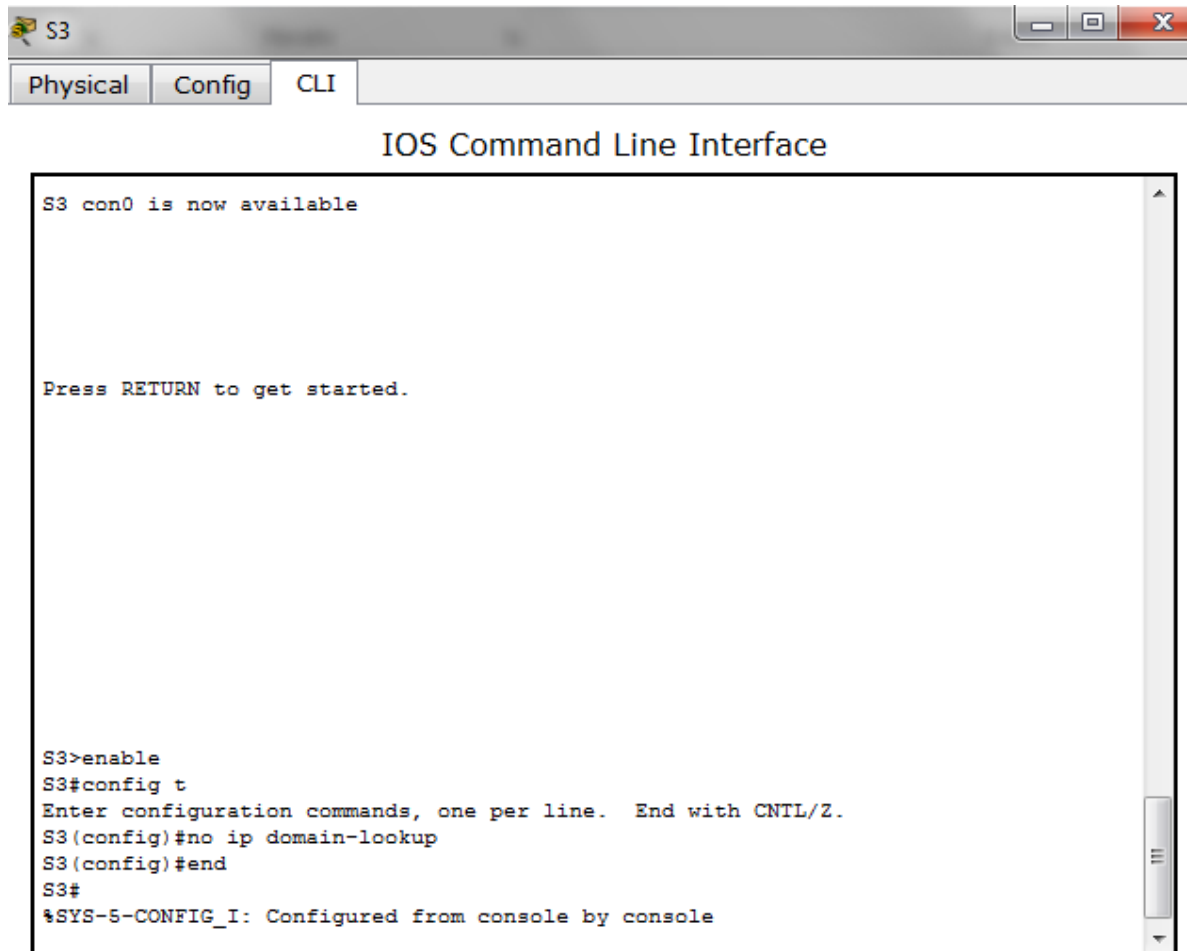 S3
Physical Config CLI
IOS Command Line Interface
S3 con0 is now available
Press RETURN to get started.
S3>enable
S3#config t
Enter configuration commands, one per line.  End with CNTL/Z.
S3(config)#no ip domain-lookup
S3(config)#end
S3#
%SYS-5-CONFIG_I: Configured from console by console